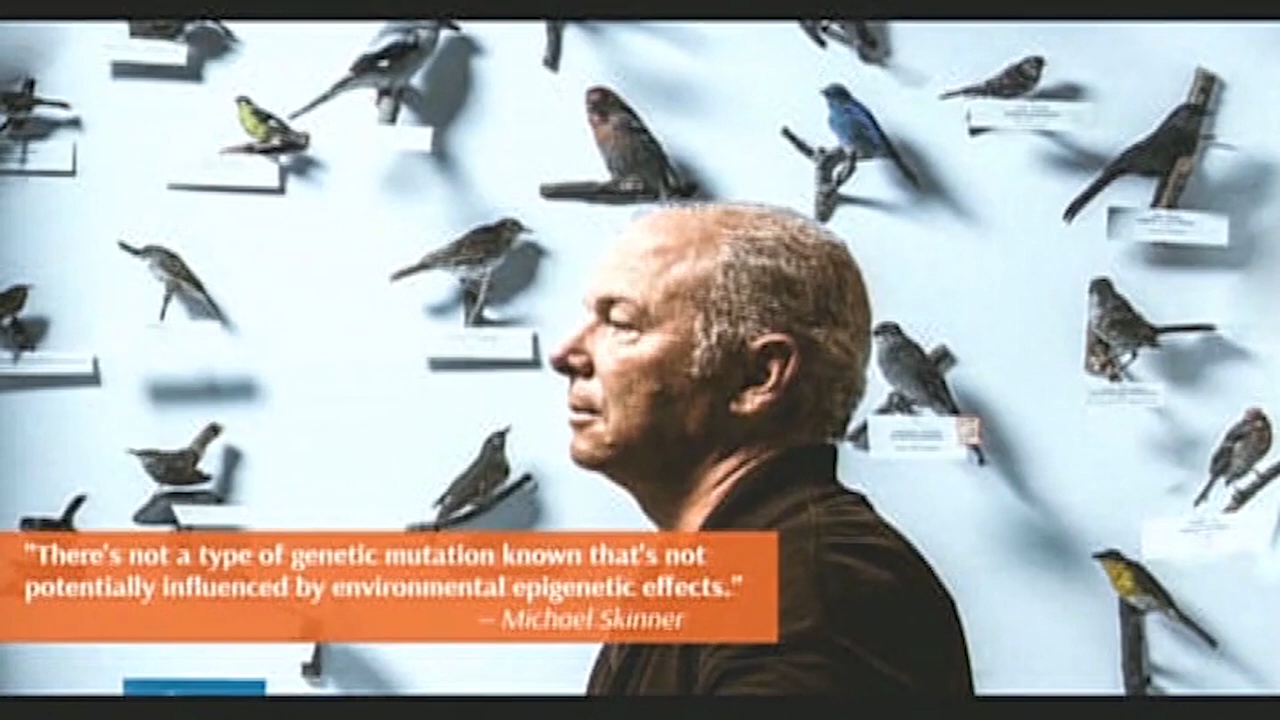 "There's not a type of genetic mutation known that's not
potentially influenced by environmental epigenetic effects."
– Michael Skinner